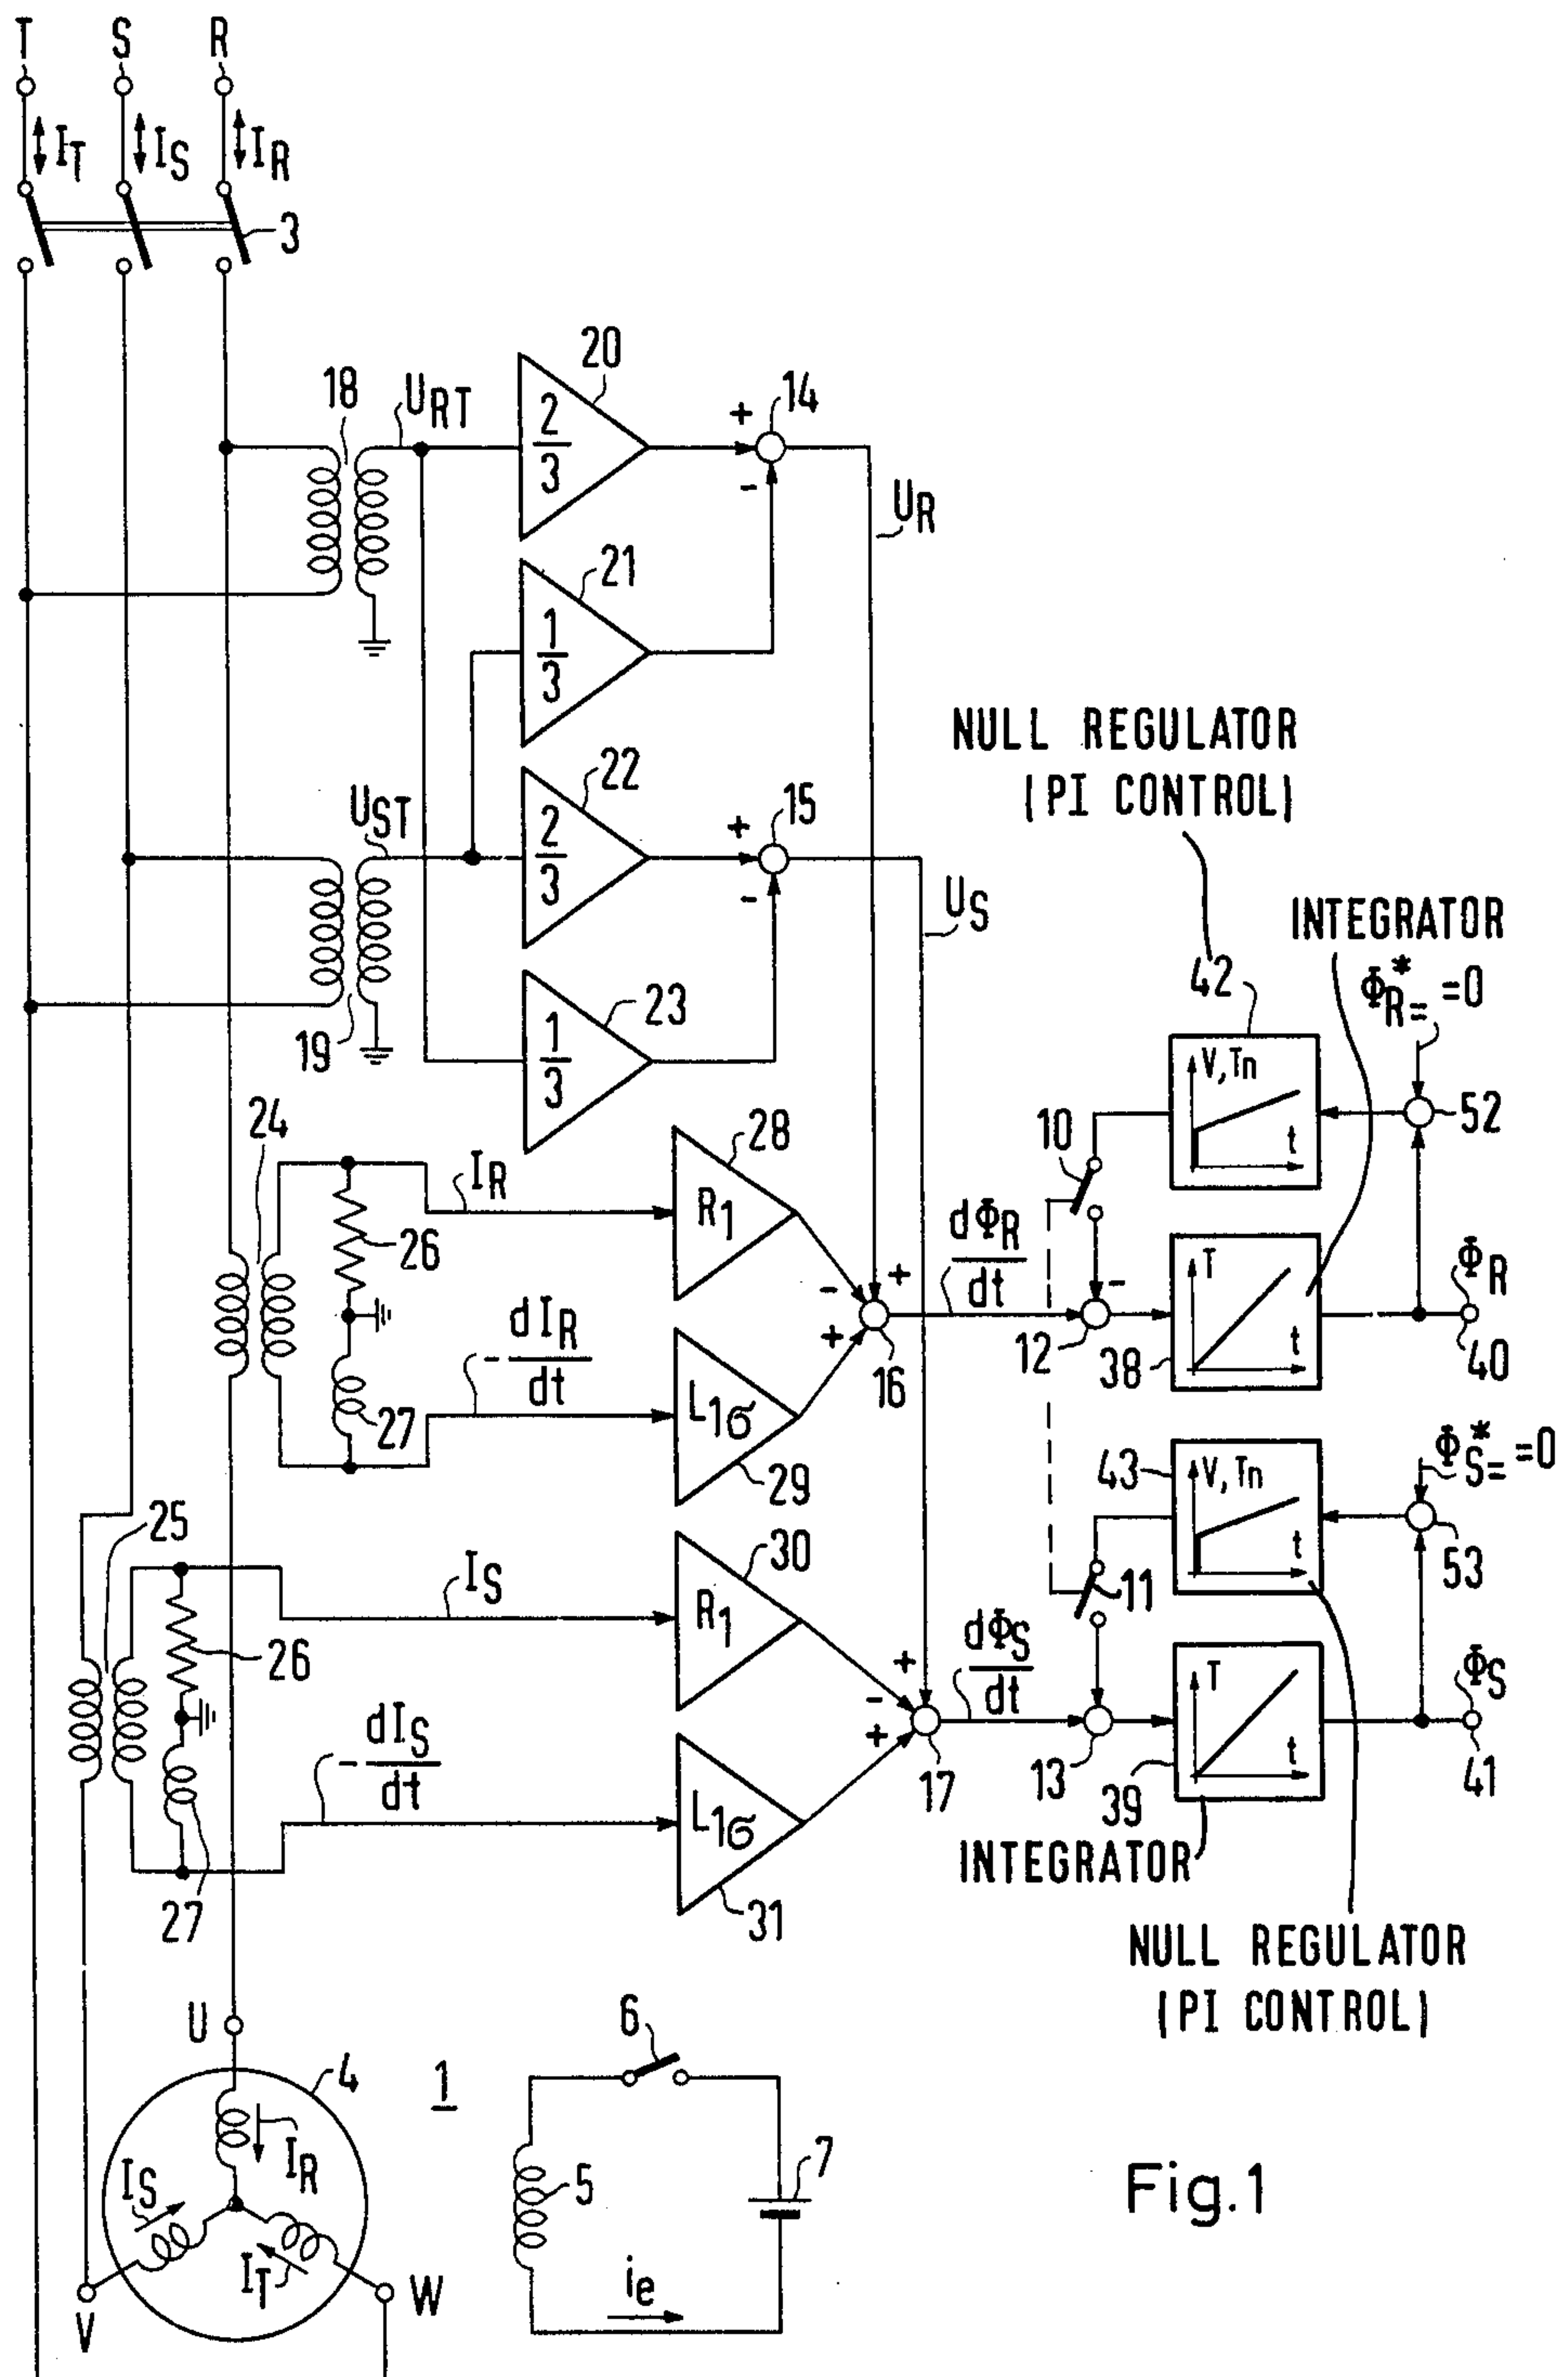 T S R
I_T I_S I_R
3
18
U_RT
20
2/3
+
14
-
U_R
21
1/3
NULL REGULATOR
(PI CONTROL)
U_ST
22
2/3
+
15
-
U_S
19
23
1/3
INTEGRATOR
42
Φ*_R= =0
V, Tn
t
52
24
I_R
28
R1
10
26
dΦ_R/dt
-
+
-
T
t
Φ_R
- dI_R/dt
+
16
12
38
40
27
L1σ
29
43
V, Tn
t
Φ*_S= =0
53
25
I_S
30
R1
11
26
dΦ_S/dt
+
-
T
t
Φ_S
- dI_S/dt
+
17
13
39
41
27
L1σ
31
INTEGRATOR
NULL REGULATOR
(PI CONTROL)
U
4
1
6
I_R
I_S
I_T
5
7
i_e
V
W
Fig.1